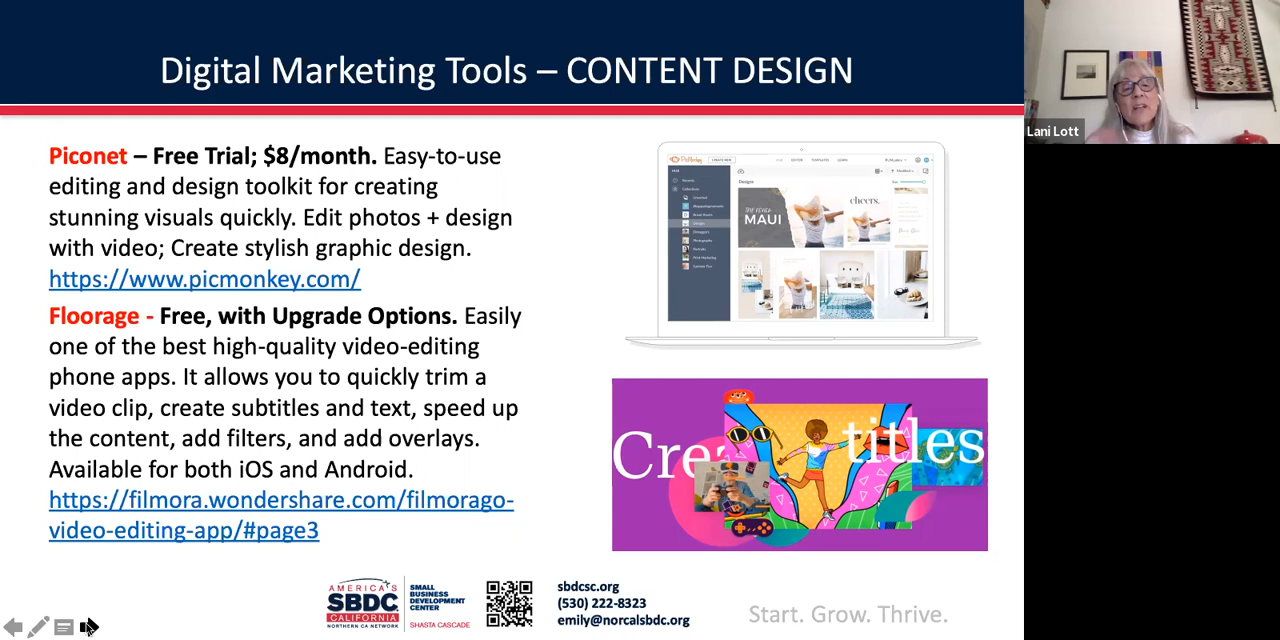 Digital Marketing Tools – CONTENT DESIGN
Piconet – Free Trial; $8/month. Easy-to-use
editing and design toolkit for creating
stunning visuals quickly. Edit photos + design
with video; Create stylish graphic design.
https://www.picmonkey.com/
Floorage - Free, with Upgrade Options. Easily
one of the best high-quality video-editing
phone apps. It allows you to quickly trim a
video clip, create subtitles and text, speed up
the content, add filters, and add overlays.
Available for both iOS and Android.
https://filmora.wondershare.com/filmorago-
video-editing-app/#page3
PicMonkey
Designs
MAUI
cheers.
Crea
titles
AMERICA'S
SBDC
CALIFORNIA
NORTHERN CA NETWORK
SMALL
BUSINESS
DEVELOPMENT
CENTER
SHASTA CASCADE
sbdcsc.org
(530) 222-8323
emily@norcalsbdc.org
Start. Grow. Thrive.
Lani Lott